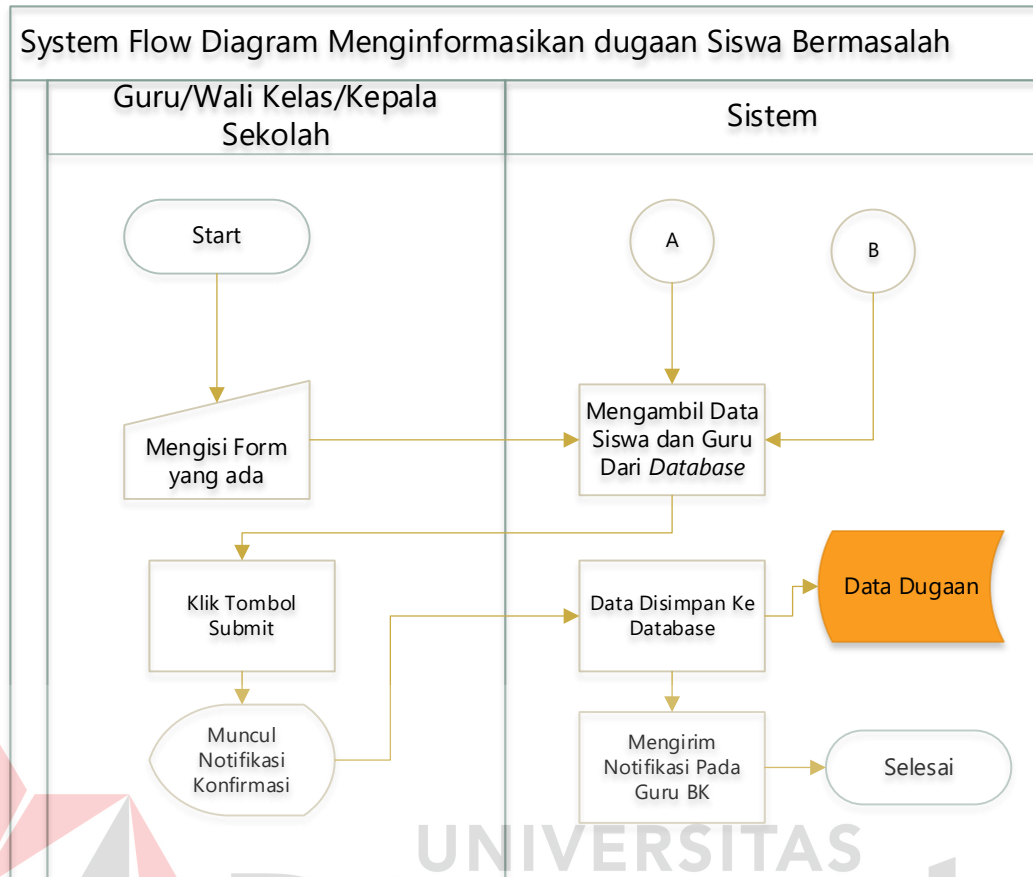 System Flow Diagram Menginformasikan dugaan Siswa Bermasalah
Guru/Wali Kelas/Kepala
Sekolah
Sistem
Start
A
B
Mengisi Form
yang ada
Mengambil Data
Siswa dan Guru
Dari Database
Klik Tombol
Submit
Data Disimpan Ke
Database
Data Dugaan
Muncul
Notifikasi
Konfirmasi
Mengirim
Notifikasi Pada
Guru BK
Selesai
UNIVERSITAS